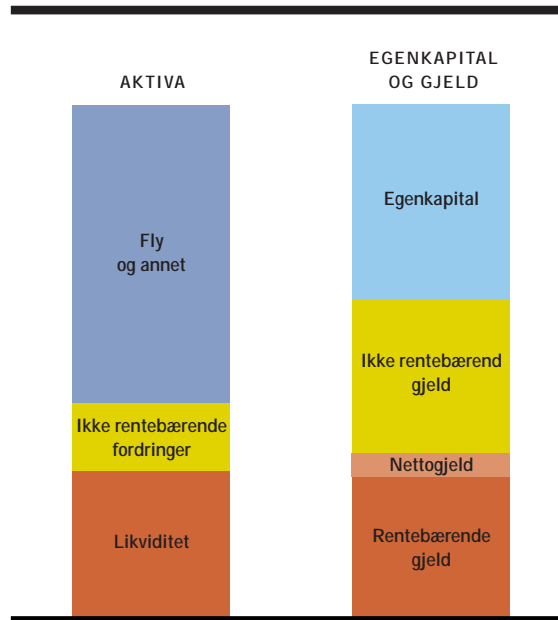 AKTIVA
Fly
og annet
Ikke rentebærende
fordringer
Likviditet
EGENKAPITAL
OG GJELD
Egenkapital
Ikke rentebærend
gjeld
Nettogjeld
Rentebærende
gjeld